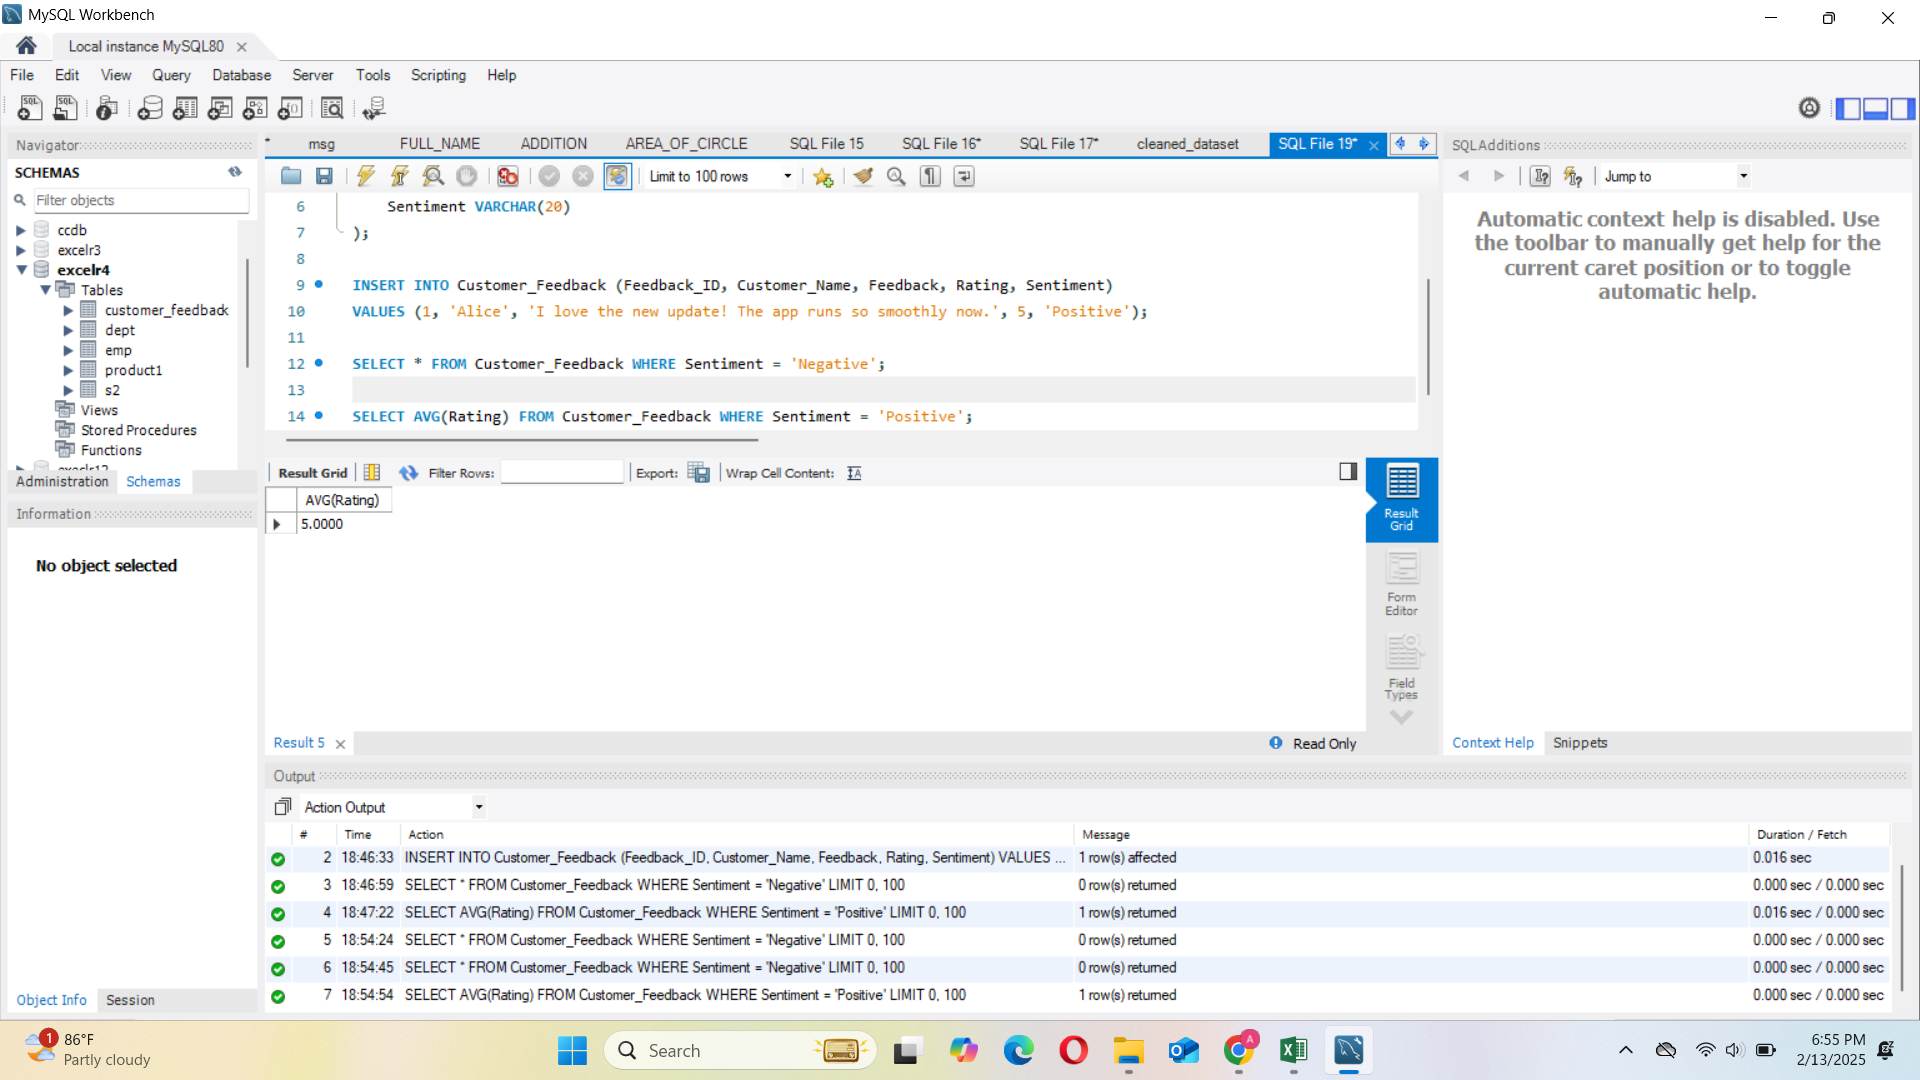 MySQL Workbench
Local instance MySQL80
File Edit View Query Database Server Tools Scripting Help
Navigator
SCHEMAS
Filter objects
ccdb
excelr3
excelr4
Tables
customer_feedback
dept
emp
product1
s2
Views
Stored Procedures
Functions
Administration Schemas
Information
No object selected
Object Info Session
* msg FULL_NAME ADDITION AREA_OF_CIRCLE SQL File 15 SQL File 16* SQL File 17* cleaned_dataset SQL File 19*
Limit to 100 rows
6 Sentiment VARCHAR(20)
7 );
8
9 INSERT INTO Customer_Feedback (Feedback_ID, Customer_Name, Feedback, Rating, Sentiment)
10 VALUES (1, 'Alice', 'I love the new update! The app runs so smoothly now.', 5, 'Positive');
11
12 SELECT * FROM Customer_Feedback WHERE Sentiment = 'Negative';
13
14 SELECT AVG(Rating) FROM Customer_Feedback WHERE Sentiment = 'Positive';
Result Grid Filter Rows: Export: Wrap Cell Content:
AVG(Rating)
5.0000
Result
Grid
Form
Editor
Field
Types
Result 5
Read Only
SQLAdditions
Jump to
Automatic context help is disabled. Use
the toolbar to manually get help for the
current caret position or to toggle
automatic help.
Context Help Snippets
Output
Action Output
# Time Action Message Duration / Fetch
2 18:46:33 INSERT INTO Customer_Feedback (Feedback_ID, Customer_Name, Feedback, Rating, Sentiment) VALUES ... 1 row(s) affected 0.016 sec
3 18:46:59 SELECT * FROM Customer_Feedback WHERE Sentiment = 'Negative' LIMIT 0, 100 0 row(s) returned 0.000 sec / 0.000 sec
4 18:47:22 SELECT AVG(Rating) FROM Customer_Feedback WHERE Sentiment = 'Positive' LIMIT 0, 100 1 row(s) returned 0.016 sec / 0.000 sec
5 18:54:24 SELECT * FROM Customer_Feedback WHERE Sentiment = 'Negative' LIMIT 0, 100 0 row(s) returned 0.000 sec / 0.000 sec
6 18:54:45 SELECT * FROM Customer_Feedback WHERE Sentiment = 'Negative' LIMIT 0, 100 0 row(s) returned 0.000 sec / 0.000 sec
7 18:54:54 SELECT AVG(Rating) FROM Customer_Feedback WHERE Sentiment = 'Positive' LIMIT 0, 100 1 row(s) returned 0.000 sec / 0.000 sec
1
86°F
Partly cloudy
Search
A
6:55 PM
2/13/2025